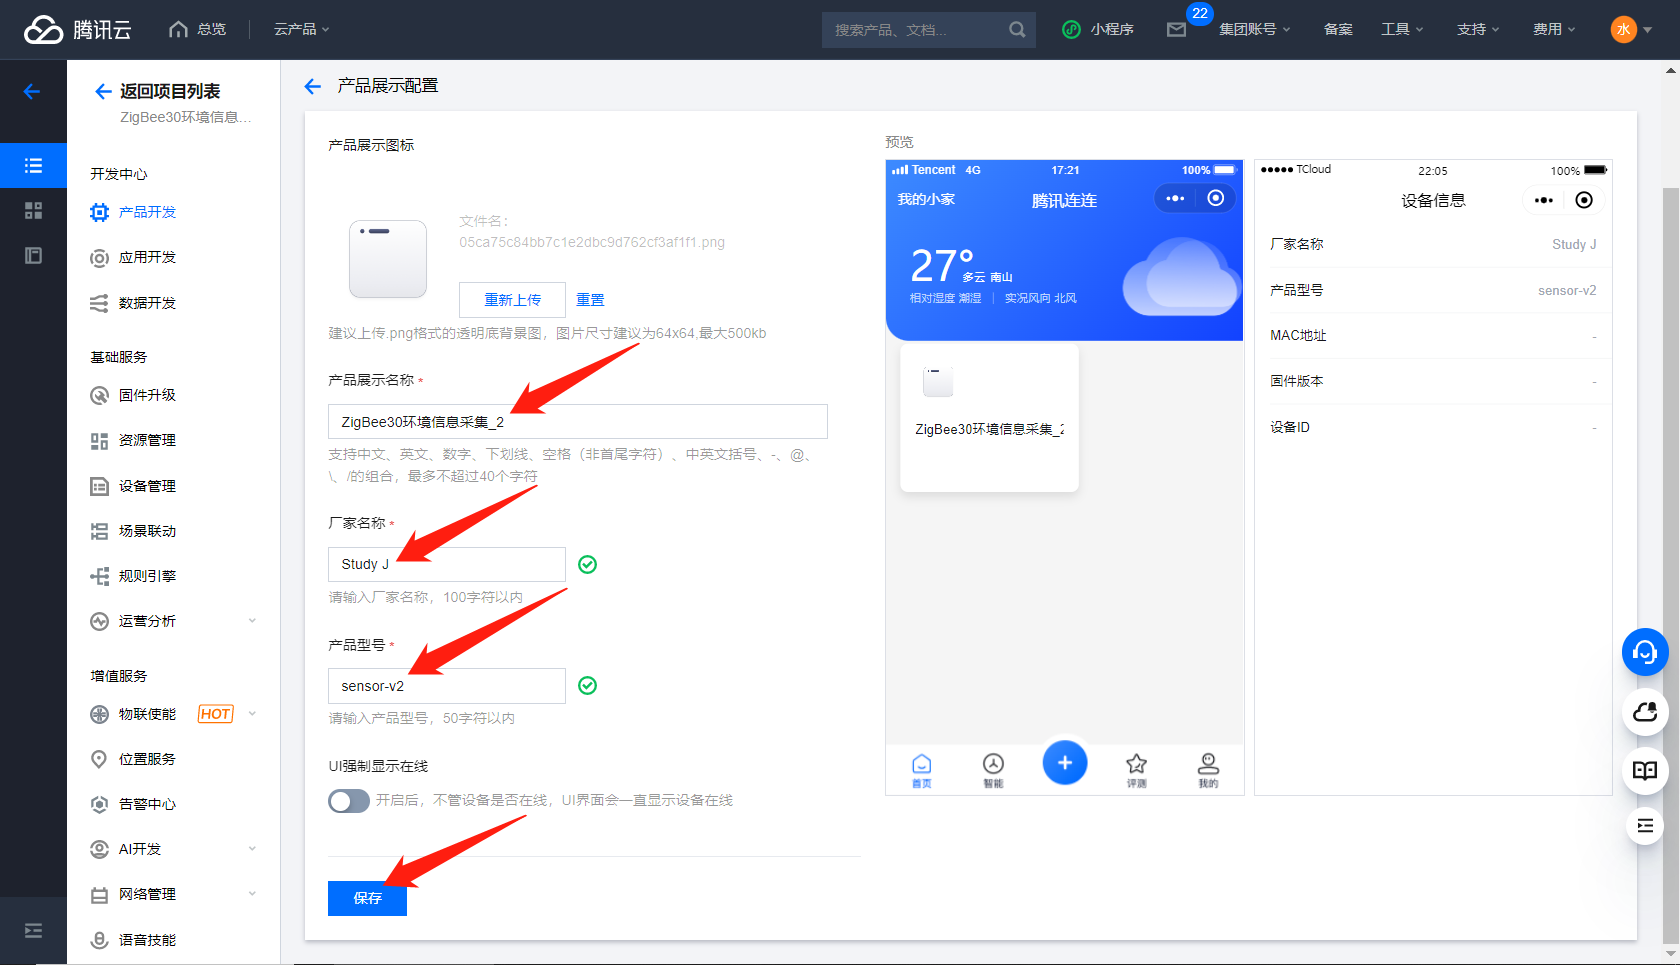 腾讯云
总览
云产品
搜索产品、文档...
小程序
22
集团账号
备案
工具
支持
费用
水
返回项目列表
ZigBee30环境信息...
开发中心
产品开发
应用开发
数据开发
基础服务
固件升级
资源管理
设备管理
场景联动
规则引擎
运营分析
增值服务
物联使能 HOT
位置服务
告警中心
AI开发
网络管理
语音技能
产品展示配置
产品展示图标
文件名：
05ca75c84bb7c1e2dbc9d762cf3af1f1.png
重新上传 重置
建议上传.png格式的透明底背景图，图片尺寸建议为64x64,最大500kb
产品展示名称 *
ZigBee30环境信息采集_2
支持中文、英文、数字、下划线、空格（非首尾字符）、中英文括号、-、@、
\、/的组合，最多不超过40个字符
厂家名称 *
Study J
请输入厂家名称，100字符以内
产品型号 *
sensor-v2
请输入产品型号，50字符以内
UI强制显示在线
开启后，不管设备是否在线，UI界面会一直显示设备在线
保存
预览
Tencent 4G 17:21 100%
我的小家 腾讯连连
27° 多云 南山
相对湿度 潮湿 | 实况风向 北风
ZigBee30环境信息采集_2
首页 智能 评测 我的
TCloud 22:05 100%
设备信息
厂家名称 Study J
产品型号 sensor-v2
MAC地址 -
固件版本 -
设备ID -